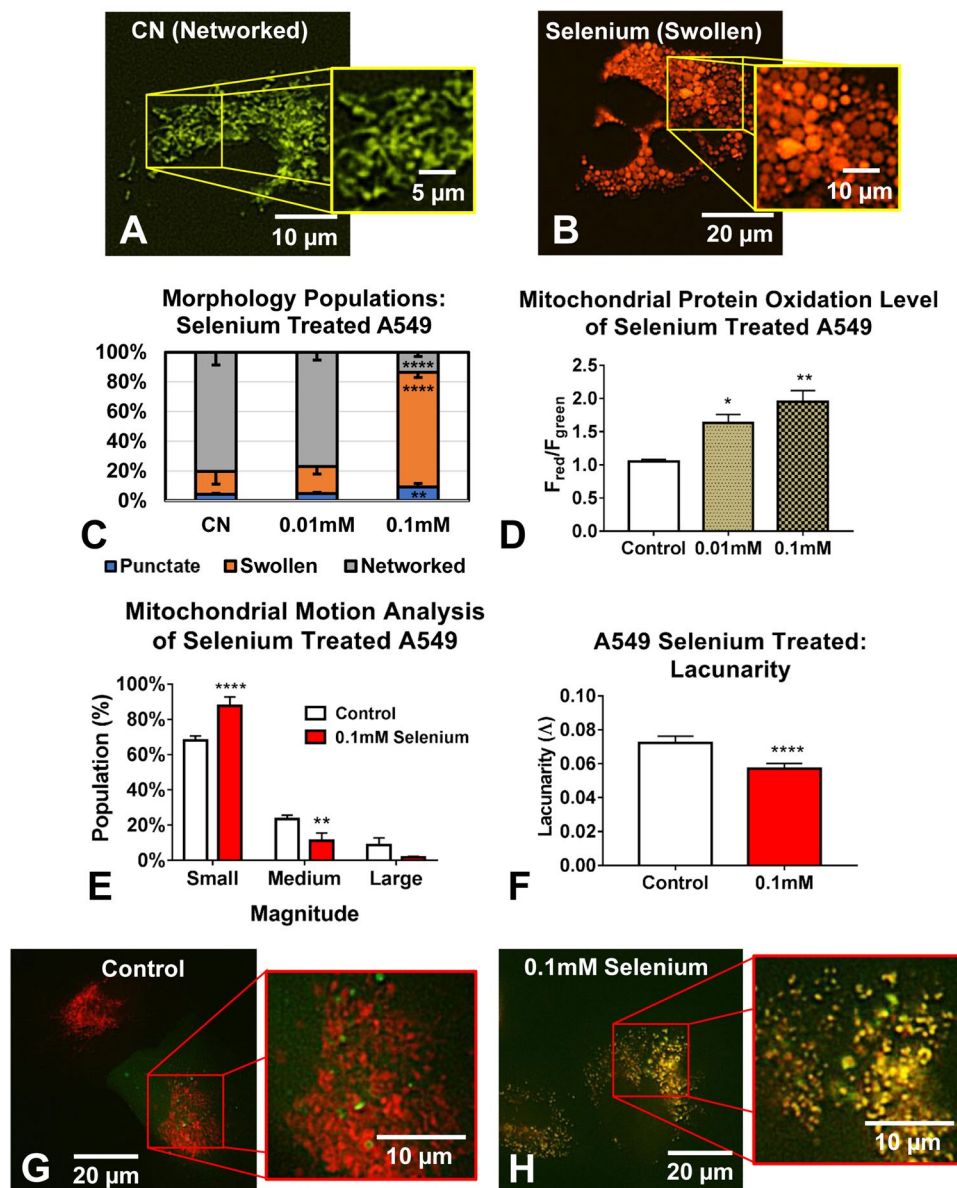 CN (Networked)
5 µm
10 µm
A
Selenium (Swollen)
10 µm
20 µm
B
Morphology Populations:
Selenium Treated A549
100%
80%
60%
40%
20%
0%
****
****
**
CN 0.01mM 0.1mM
C
Punctate Swollen Networked
Mitochondrial Protein Oxidation Level
of Selenium Treated A549
Fred/Fgreen
2.5
2.0
1.5
1.0
0.5
0.0
*
**
Control 0.01mM 0.1mM
D
Mitochondrial Motion Analysis
of Selenium Treated A549
Population (%)
100%
80%
60%
40%
20%
0%
****
**
Control
0.1mM Selenium
Small Medium Large
Magnitude
E
A549 Selenium Treated:
Lacunarity
Lacunarity (Λ)
0.10
0.08
0.06
0.04
0.02
0.00
****
Control 0.1mM
F
Control
10 µm
20 µm
G
0.1mM Selenium
10 µm
20 µm
H